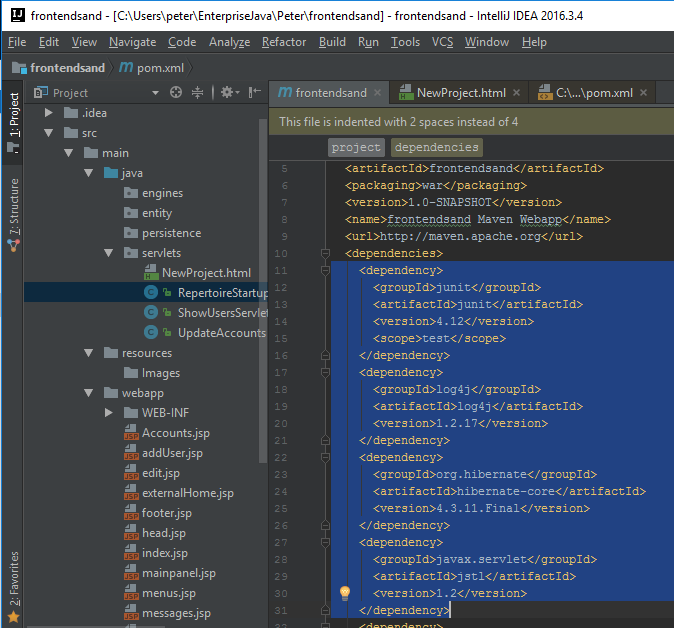 frontendsand - [C:\Users\peter\EnterpriseJava\Peter\frontendsand] - frontendsand - IntelliJ IDEA 2016.3.4
File Edit View Navigate Code Analyze Refactor Build Run Tools VCS Window Help
frontendsand m pom.xml
1: Project
7: Structure
2: Favorites
Project
.idea
src
main
java
engines
entity
persistence
servlets
NewProject.html
RepertoireStartup
ShowUsersServlet
UpdateAccounts
resources
Images
webapp
WEB-INF
Accounts.jsp
addUser.jsp
edit.jsp
externalHome.jsp
footer.jsp
head.jsp
index.jsp
mainpanel.jsp
menus.jsp
messages.jsp
m frontendsand NewProject.html C:\...\pom.xml
This file is indented with 2 spaces instead of 4
project dependencies
5 <artifactId>frontendsand</artifactId>
6 <packaging>war</packaging>
7 <version>1.0-SNAPSHOT</version>
8 <name>frontendsand Maven Webapp</name>
9 <url>http://maven.apache.org</url>
10 <dependencies>
11 <dependency>
12 <groupId>junit</groupId>
13 <artifactId>junit</artifactId>
14 <version>4.12</version>
15 <scope>test</scope>
16 </dependency>
17 <dependency>
18 <groupId>log4j</groupId>
19 <artifactId>log4j</artifactId>
20 <version>1.2.17</version>
21 </dependency>
22 <dependency>
23 <groupId>org.hibernate</groupId>
24 <artifactId>hibernate-core</artifactId>
25 <version>4.3.11.Final</version>
26 </dependency>
27 <dependency>
28 <groupId>javax.servlet</groupId>
29 <artifactId>jstl</artifactId>
30 <version>1.2</version>
31 </dependency>
32 <dependency>